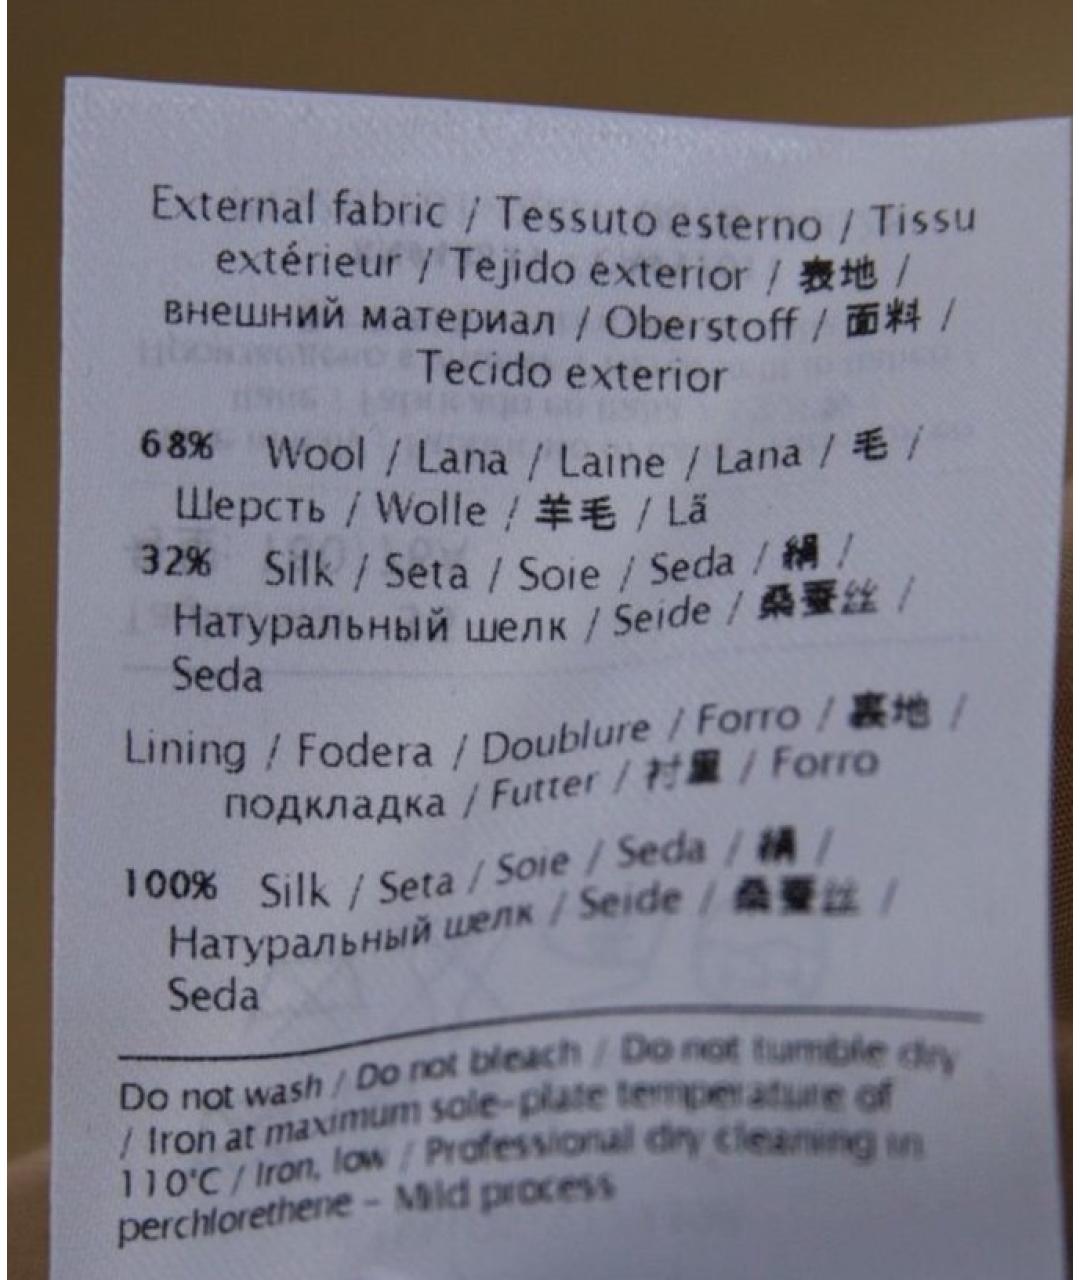 External fabric / Tessuto esterno / Tissu
extérieur / Tejido exterior / 表地 /
внешний материал / Oberstoff / 面料 /
Tecido exterior
68% Wool / Lana / Laine / Lana / 毛 /
Шерсть / Wolle / 羊毛 / Lã
32% Silk / Seta / Soie / Seda / 絹 /
Натуральный шелк / Seide / 桑蚕丝 /
Seda
Lining / Fodera / Doublure / Forro / 裏地 /
подкладка / Futter / 衬里 / Forro
100% Silk / Seta / Soie / Seda / 絹 /
Натуральный шелк / Seide / 桑蚕丝 /
Seda
Do not wash / Do not bleach / Do not tumble dry
/ Iron at maximum sole-plate temperature of
110°C / Iron, low / Professional dry cleaning in
perchlorethene - Mild process